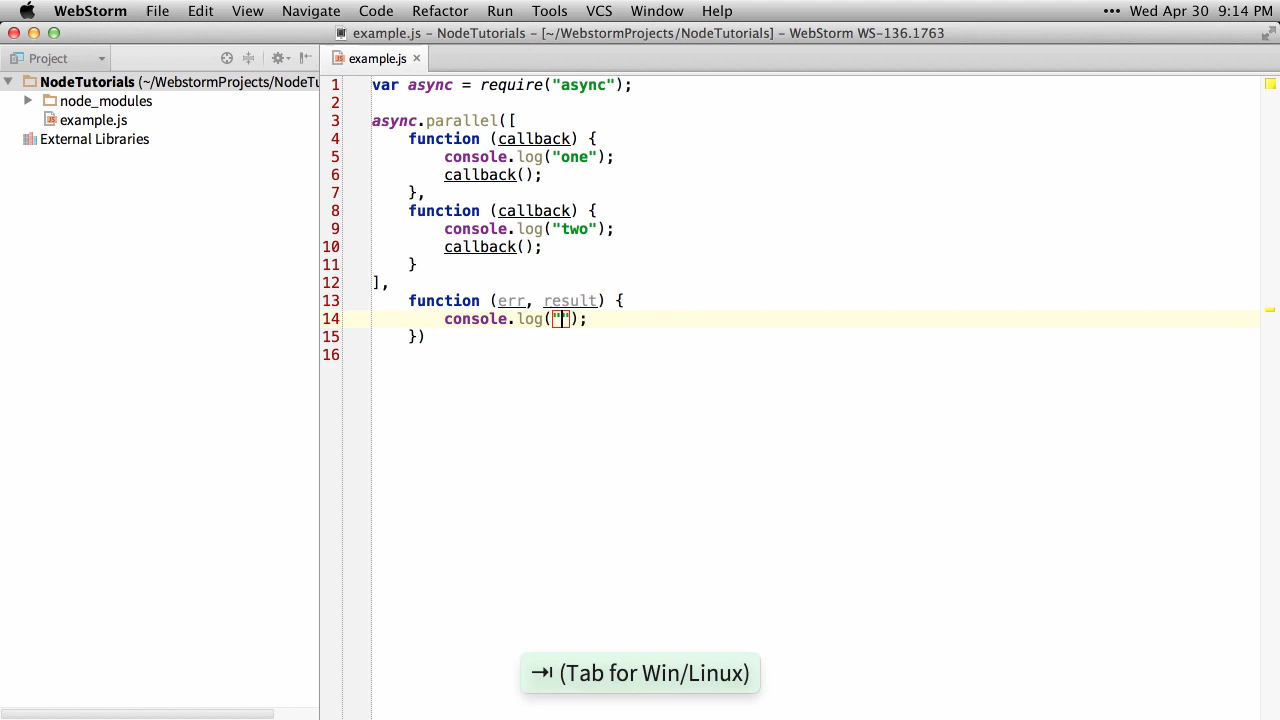 WebStorm File Edit View Navigate Code Refactor Run Tools VCS Window Help ••• Wed Apr 30 9:14 PM
example.js – NodeTutorials – [~/WebstormProjects/NodeTutorials] – WebStorm WS-136.1763
Project
example.js
NodeTutorials (~/WebstormProjects/NodeTu
node_modules
example.js
External Libraries
1 var async = require("async");
2
3 async.parallel([
4 function (callback) {
5 console.log("one");
6 callback();
7 },
8 function (callback) {
9 console.log("two");
10 callback();
11 }
12 ],
13 function (err, result) {
14 console.log("");
15 })
16
⇥ (Tab for Win/Linux)